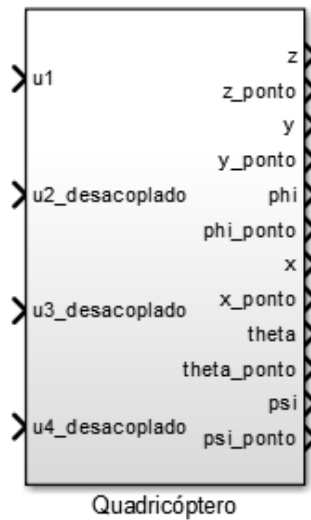 u1
u2_desacoplado
u3_desacoplado
u4_desacoplado
z
z_ponto
y
y_ponto
phi
phi_ponto
x
x_ponto
theta
theta_ponto
psi
psi_ponto
Quadricóptero